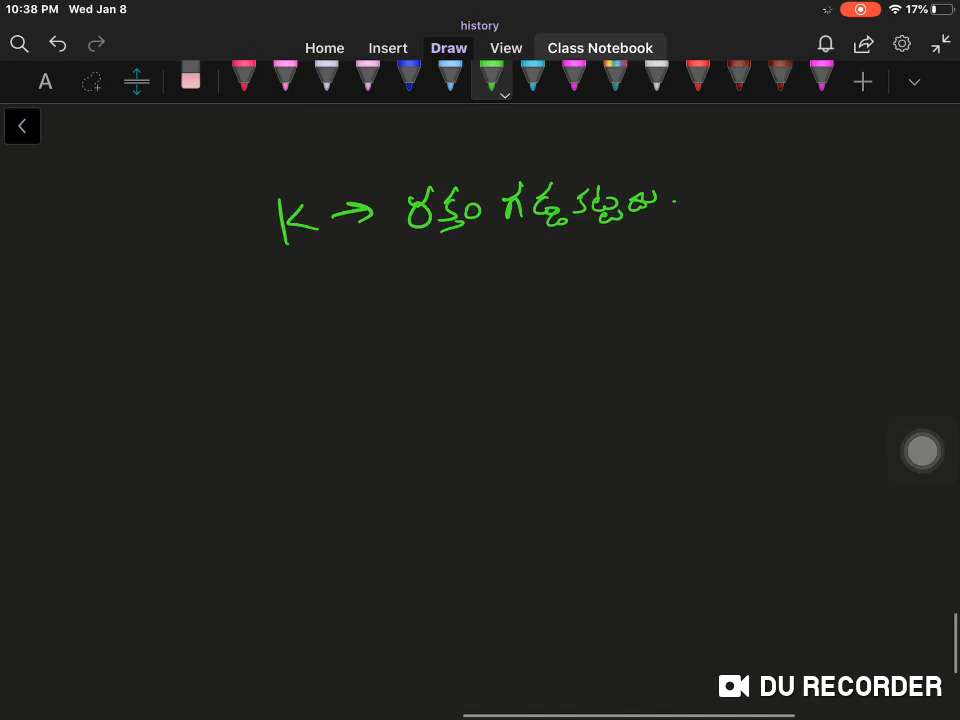 10:38 PM Wed Jan 8
17%
history
Home Insert Draw View Class Notebook
A
K → రక్తం గడ్డకట్టదు.
DU RECORDER